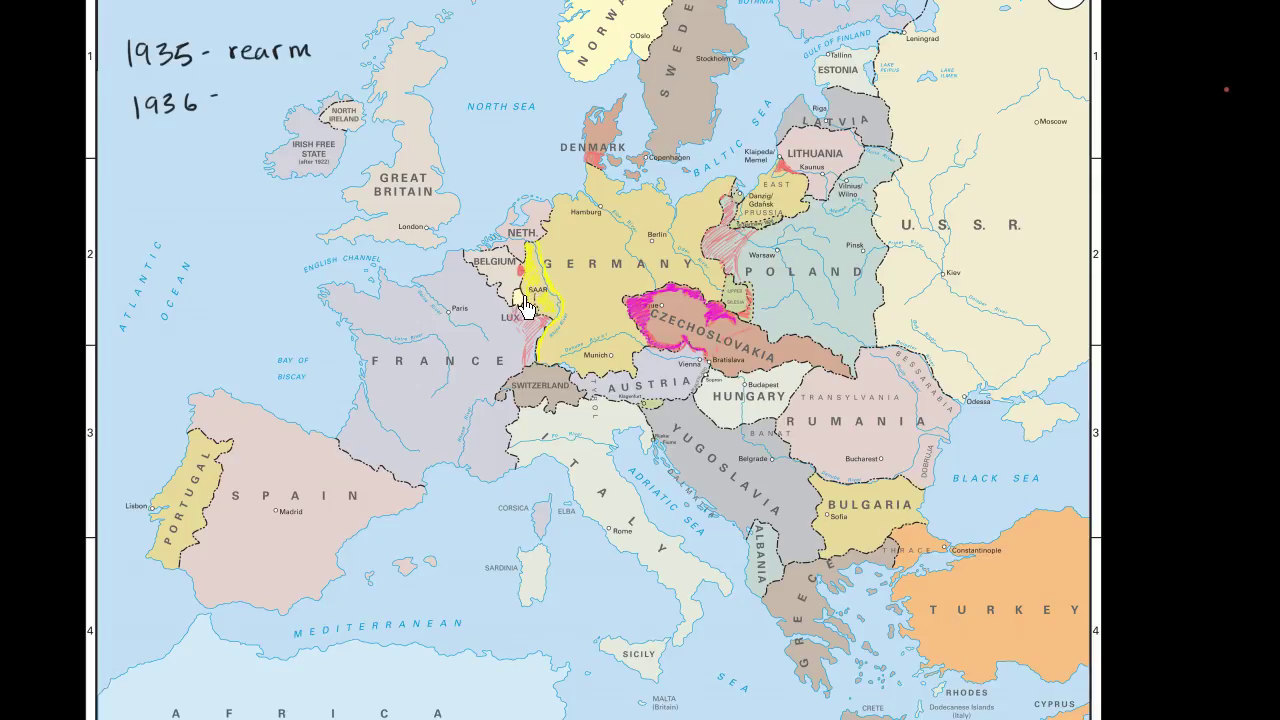 1935 - rearm
1936 -
NORWAY
Oslo
SWEDE
Stockholm
BOTHNIA
GULF OF FINLAND
Leningrad
Tallinn
ESTONIA
LAKE PEIPUS
LAKE ILMEN
1
1
NORTH SEA
NORTH IRELAND
IRISH FREE STATE
(after 1922)
GREAT BRITAIN
London
DENMARK
Copenhagen
BALTIC SEA
Riga
LATVIA
Moscow
Klaipeda/
Memel
LITHUANIA
Kaunus
Vilnius/
Wilno
EAST
PRUSSIA
Danzig/
Gdańsk
U. S. S. R.
Hamburg
Berlin
NETH.
BELGIUM
GERMANY
SAAR
LUX
Warsaw
POLAND
Pinsk
Kiev
UPPER SILESIA
2
2
ENGLISH CHANNEL
ATLANTIC OCEAN
Paris
FRANCE
BAY OF BISCAY
CZECHOSLOVAKIA
Munich
Vienna
Bratislava
SWITZERLAND
TYROL
AUSTRIA
Klagenfurt
Sopron
Budapest
HUNGARY
TRANSYLVANIA
BESSARABIA
Odessa
RUMANIA
BANAT
Bucharest
DOBRUJA
Belgrade
YUGOSLAVIA
3
3
PORTUGAL
Lisbon
SPAIN
Madrid
CORSICA
ELBA
ITALY
Rome
ADRIATIC SEA
SARDINIA
BLACK SEA
BULGARIA
Sofia
ALBANIA
THRACE
Constantinople
GREECE
TURKEY
4
4
MEDITERRANEAN
SEA
SICILY
MALTA
(Britain)
CRETE
RHODES
Dodecanese Islands
(Italy)
CYPRUS
AFRICA